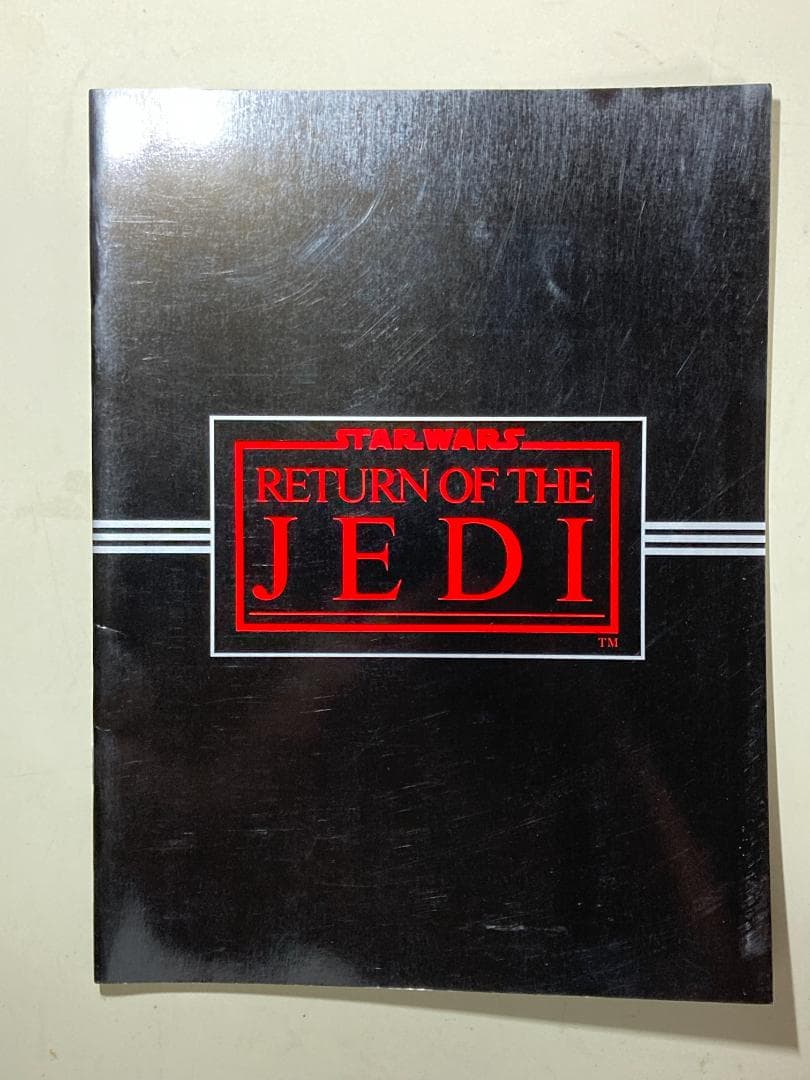 STAR WARS
RETURN OF THE
JEDI
TM